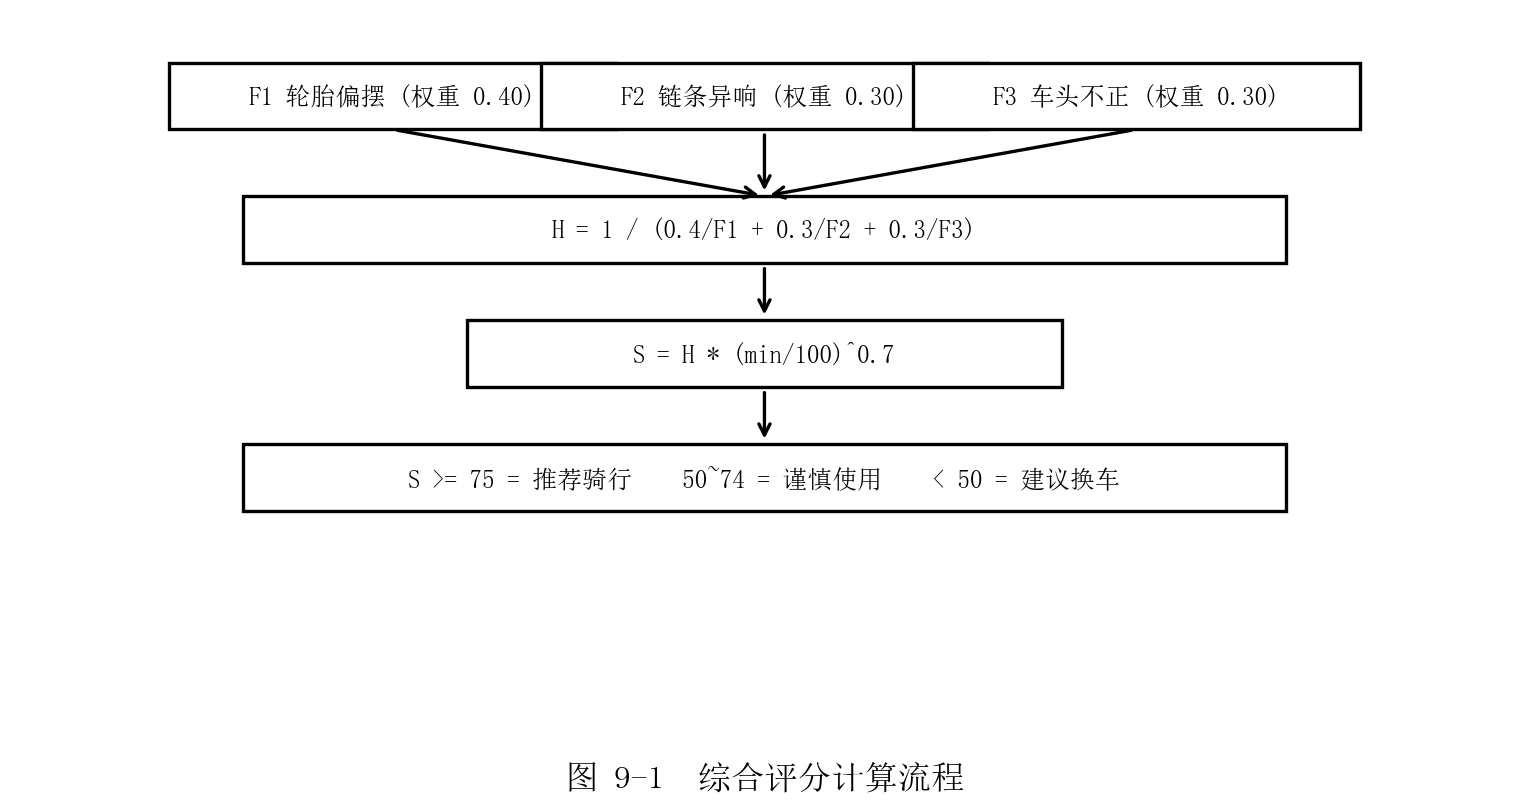 F1 轮胎偏摆 (权重 0.40)
F2 链条异响 (权重 0.30)
F3 车头不正 (权重 0.30)
H = 1 / (0.4/F1 + 0.3/F2 + 0.3/F3)
S = H * (min/100)^0.7
S >= 75 = 推荐骑行    50~74 = 谨慎使用    < 50 = 建议换车
图 9-1  综合评分计算流程